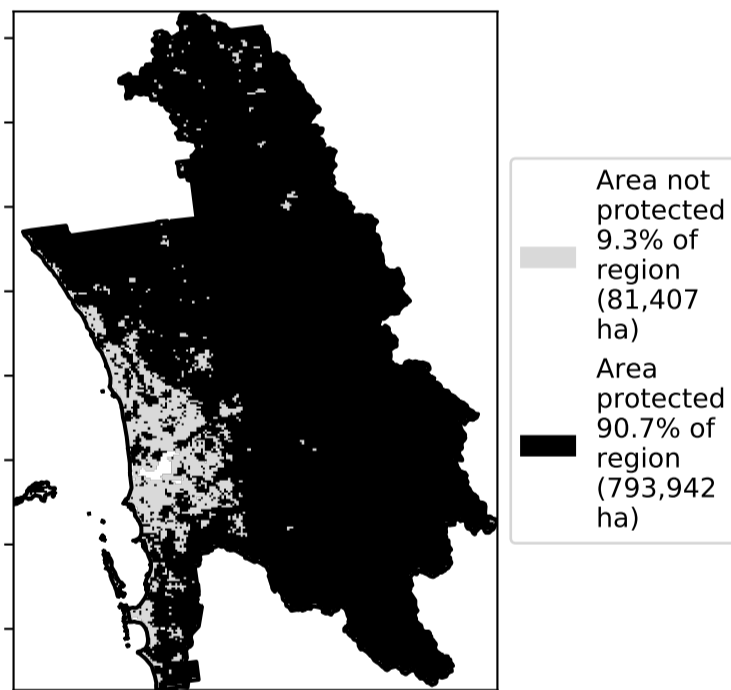 Area not
protected
9.3% of
region
(81,407
ha)
Area
protected
90.7% of
region
(793,942
ha)